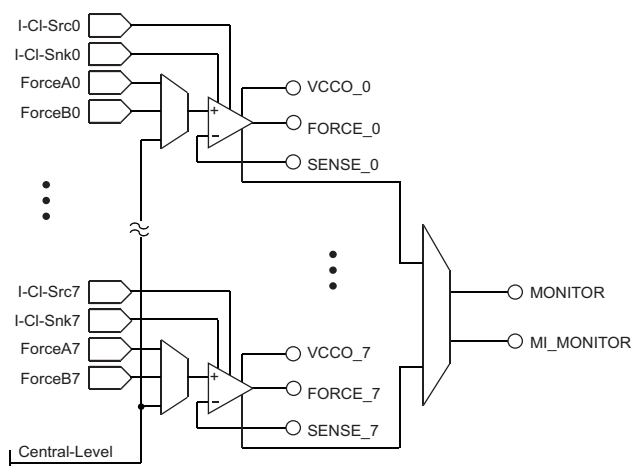 I-Cl-Src0
I-Cl-Snk0
ForceA0
ForceB0
+
−
VCCO_0
FORCE_0
SENSE_0
I-Cl-Src7
I-Cl-Snk7
ForceA7
ForceB7
+
−
VCCO_7
FORCE_7
SENSE_7
MONITOR
MI_MONITOR
Central-Level